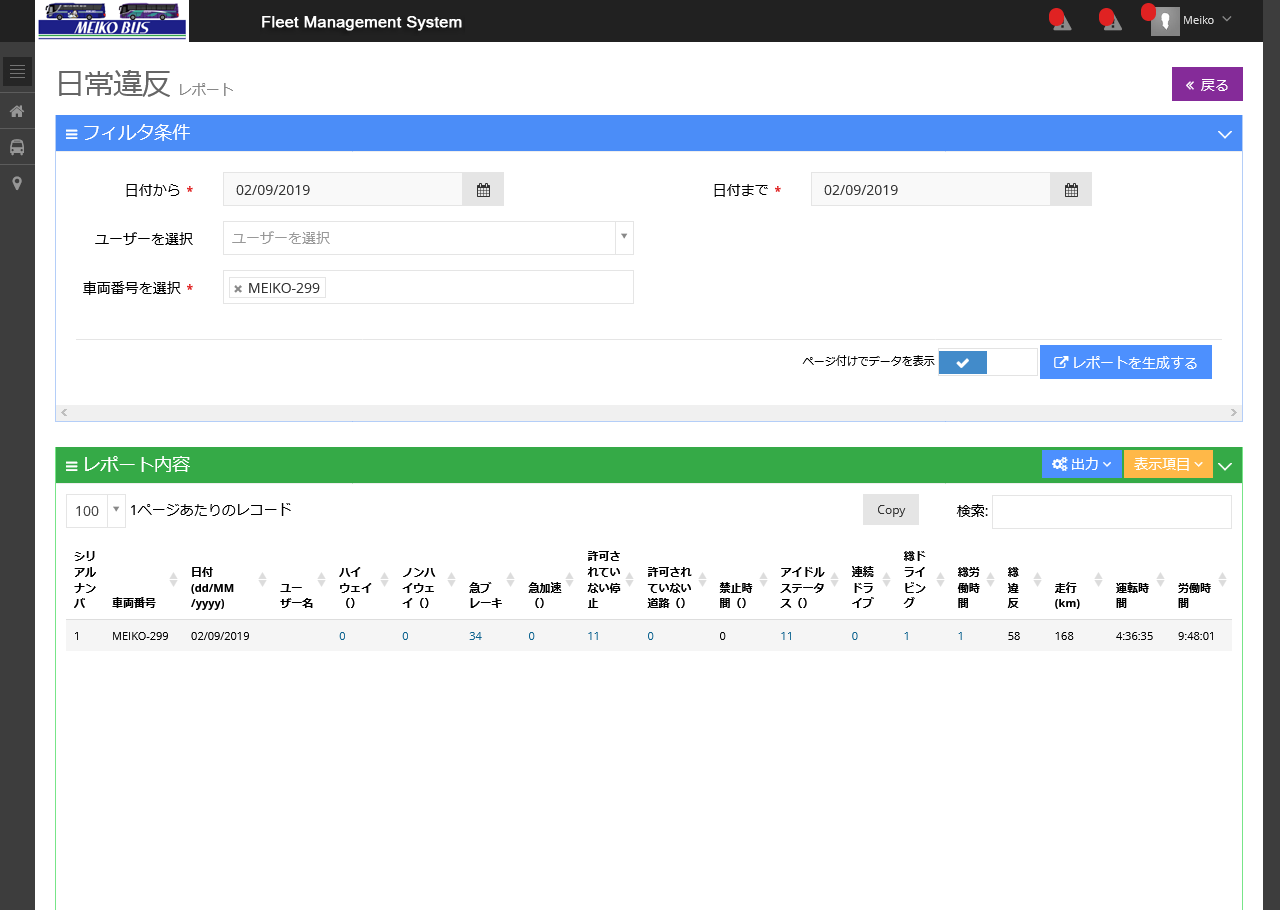 MEIKO BUS
Fleet Management System
Meiko
日常違反 レポート
戻る
フィルタ条件
日付から *
02/09/2019
日付まで *
02/09/2019
ユーザーを選択
ユーザーを選択
車両番号を選択 *
MEIKO-299
ページ付けでデータを表示
レポートを生成する
レポート内容
出力
表示項目
100
1ページあたりのレコード
Copy
検索:
シリ
アル
ナン
バ
車両番号
日付
(dd/MM
/yyyy)
ユー
ザー名
ハイ
ウェイ
()
ノンハ
イウェ
イ()
急ブ
レーキ
急加速
()
許可さ
れてい
ない停
止
許可され
ていない
道路()
禁止時
間()
アイドル
ステータ
ス()
連続
ドラ
イブ
総ド
ライ
ビン
グ
総労
働時
間
総
違
反
走行
(km)
運転時
間
労働時
間
1 MEIKO-299 02/09/2019 0 0 34 0 11 0 0 11 0 1 1 58 168 4:36:35 9:48:01